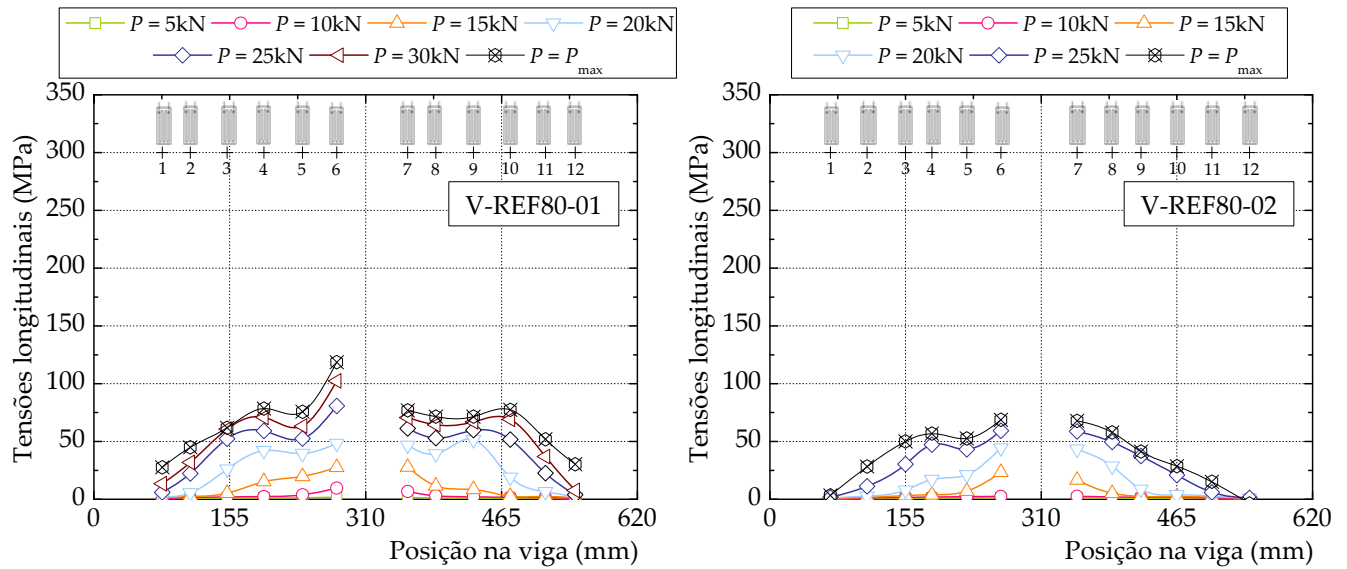 P = 5kN P = 10kN P = 15kN P = 20kN
P = 25kN P = 30kN P = Pmax
350
300
250
200
150
100
50
0
Tensões longitudinais (MPa)
1 2 3 4 5 6 7 8 9 10 11 12
V-REF80-01
0 155 310 465 620
Posição na viga (mm)
P = 5kN P = 10kN P = 15kN
P = 20kN P = 25kN P = Pmax
350
300
250
200
150
100
50
0
Tensões longitudinais (MPa)
1 2 3 4 5 6 7 8 9 10 11 12
V-REF80-02
0 155 310 465 620
Posição na viga (mm)